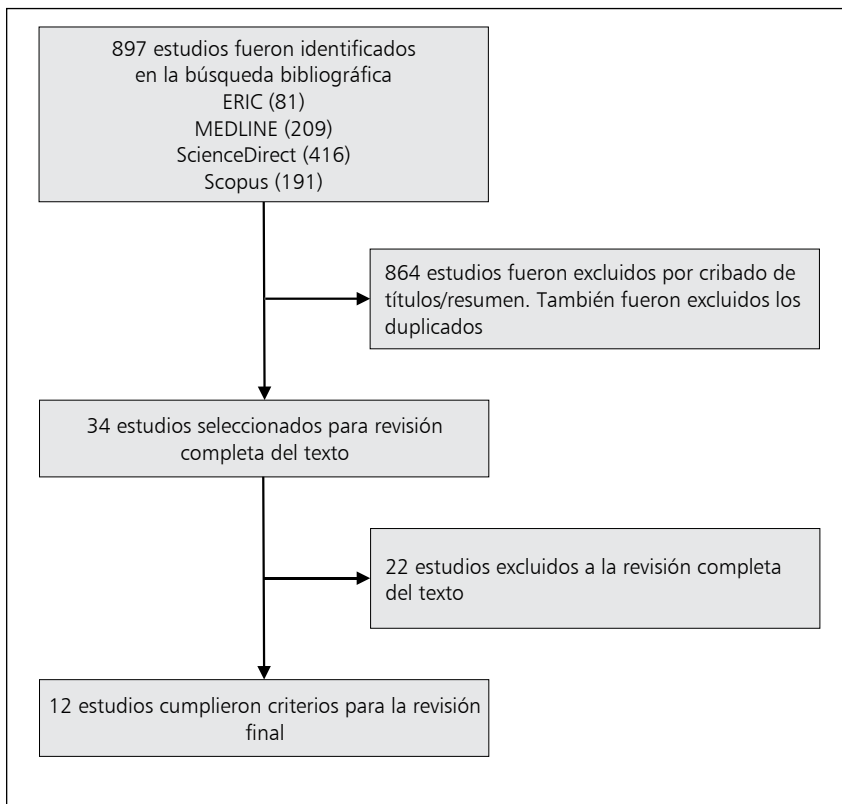 897 estudios fueron identificados
en la búsqueda bibliográfica
ERIC (81)
MEDLINE (209)
ScienceDirect (416)
Scopus (191)
864 estudios fueron excluidos por cribado de
títulos/resumen. También fueron excluidos los
duplicados
34 estudios seleccionados para revisión
completa del texto
22 estudios excluidos a la revisión completa
del texto
12 estudios cumplieron criterios para la revisión
final